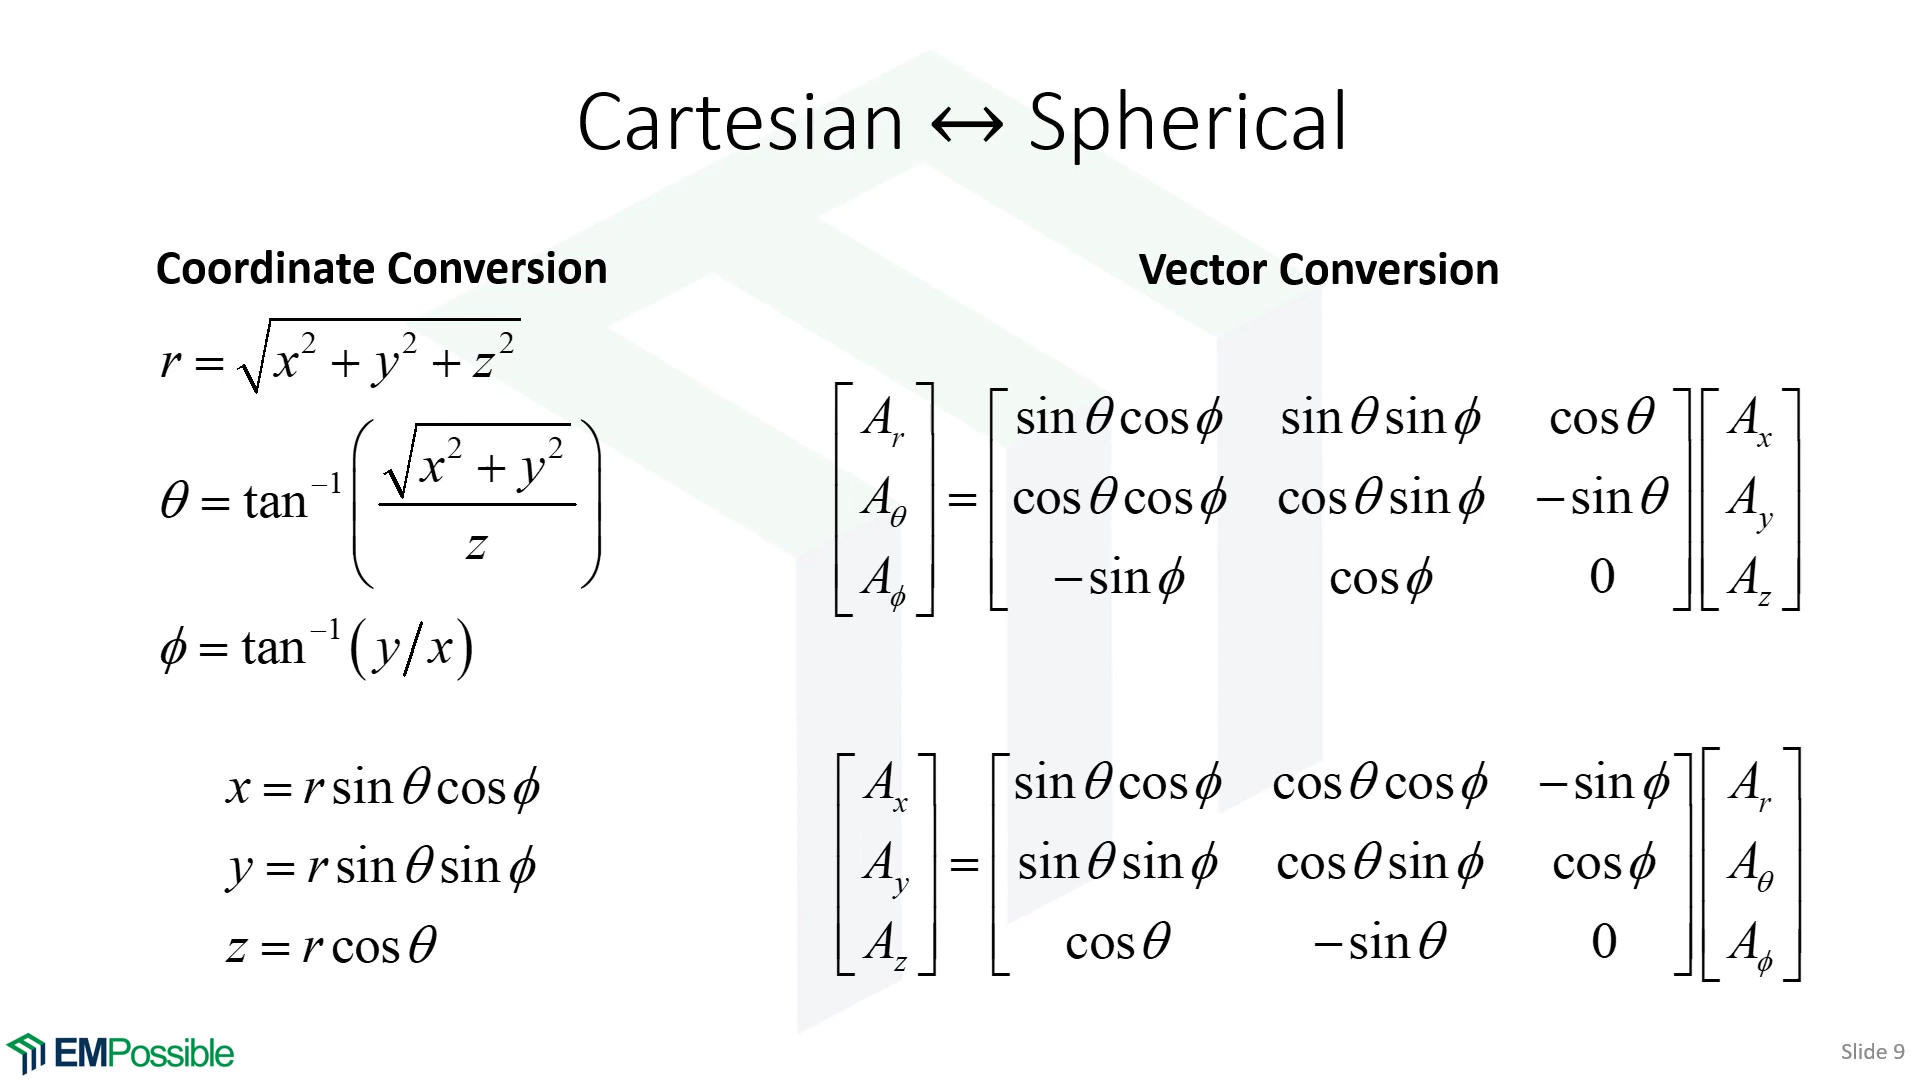 Cartesian ↔ Spherical
Coordinate Conversion
r = √(x² + y² + z²)
θ = tan⁻¹(√(x² + y²) / z)
ϕ = tan⁻¹(y/x)
x = r sin θ cos ϕ
y = r sin θ sin ϕ
z = r cos θ
Vector Conversion
[A_r] = [sin θ cos ϕ  sin θ sin ϕ  cos θ] [A_x]
[A_θ] = [cos θ cos ϕ  cos θ sin ϕ  −sin θ] [A_y]
[A_ϕ] = [−sin ϕ  cos ϕ  0] [A_z]
[A_x] = [sin θ cos ϕ  cos θ cos ϕ  −sin ϕ] [A_r]
[A_y] = [sin θ sin ϕ  cos θ sin ϕ  cos ϕ] [A_θ]
[A_z] = [cos θ  −sin θ  0] [A_ϕ]
EMPossible
Slide 9